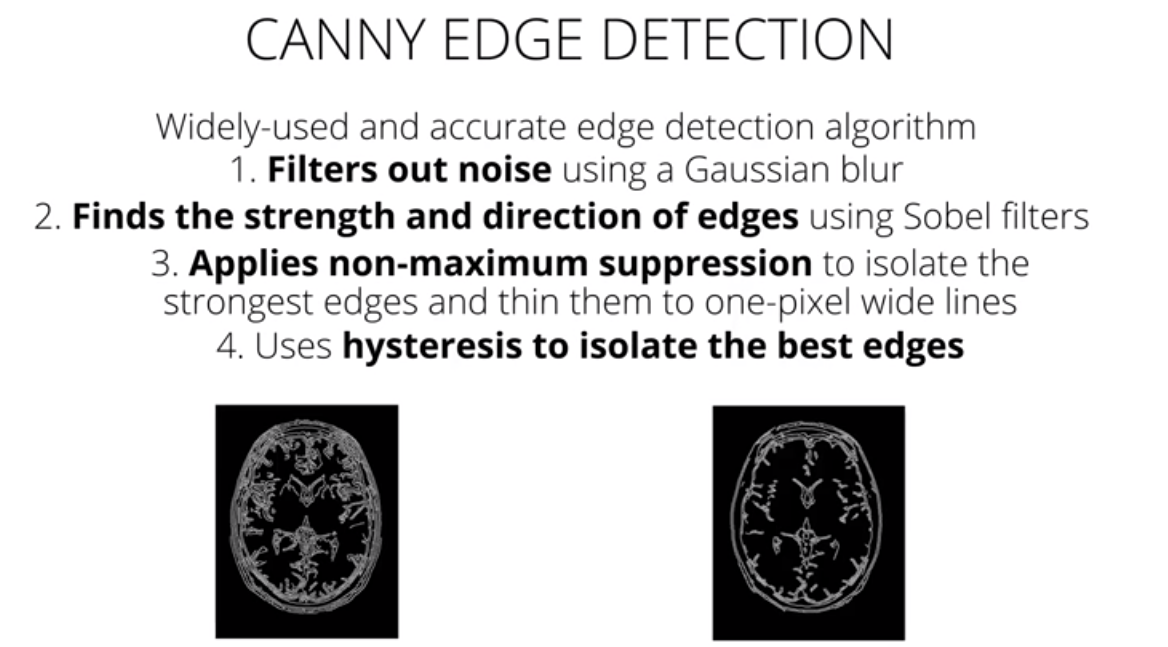 CANNY EDGE DETECTION
Widely-used and accurate edge detection algorithm
1. Filters out noise using a Gaussian blur
2. Finds the strength and direction of edges using Sobel filters
3. Applies non-maximum suppression to isolate the
strongest edges and thin them to one-pixel wide lines
4. Uses hysteresis to isolate the best edges